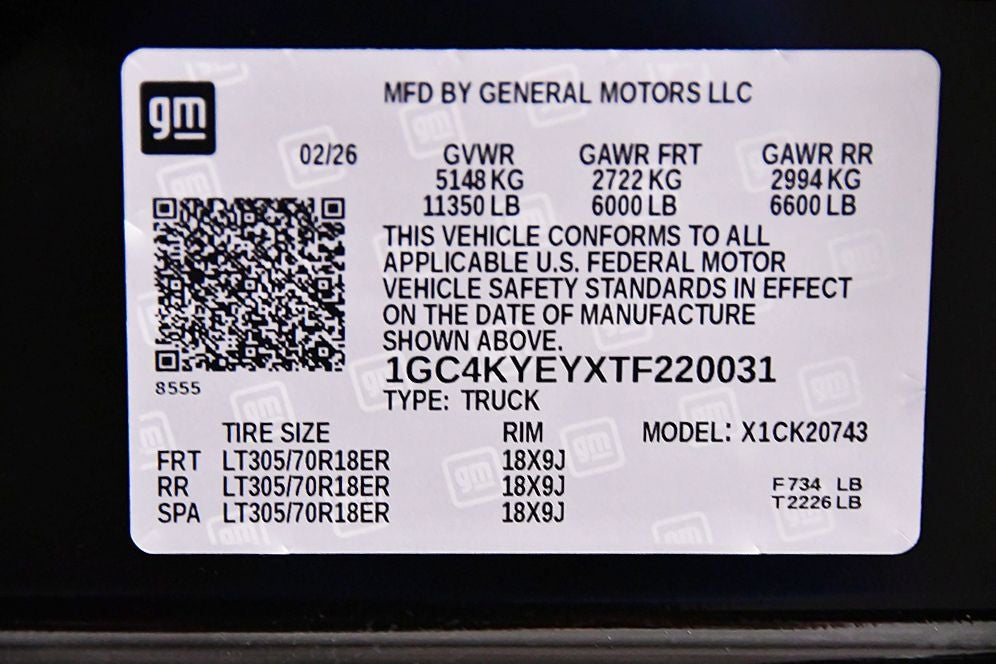 gm
MFD BY GENERAL MOTORS LLC
02/26 GVWR GAWR FRT GAWR RR
5148 KG 2722 KG 2994 KG
11350 LB 6000 LB 6600 LB
THIS VEHICLE CONFORMS TO ALL
APPLICABLE U.S. FEDERAL MOTOR
VEHICLE SAFETY STANDARDS IN EFFECT
ON THE DATE OF MANUFACTURE
SHOWN ABOVE.
8555
1GC4KYEYXTF220031
TYPE: TRUCK
TIRE SIZE RIM MODEL: X1CK20743
FRT LT305/70R18ER 18X9J
RR LT305/70R18ER 18X9J
SPA LT305/70R18ER 18X9J
F 734 LB
T 2226 LB